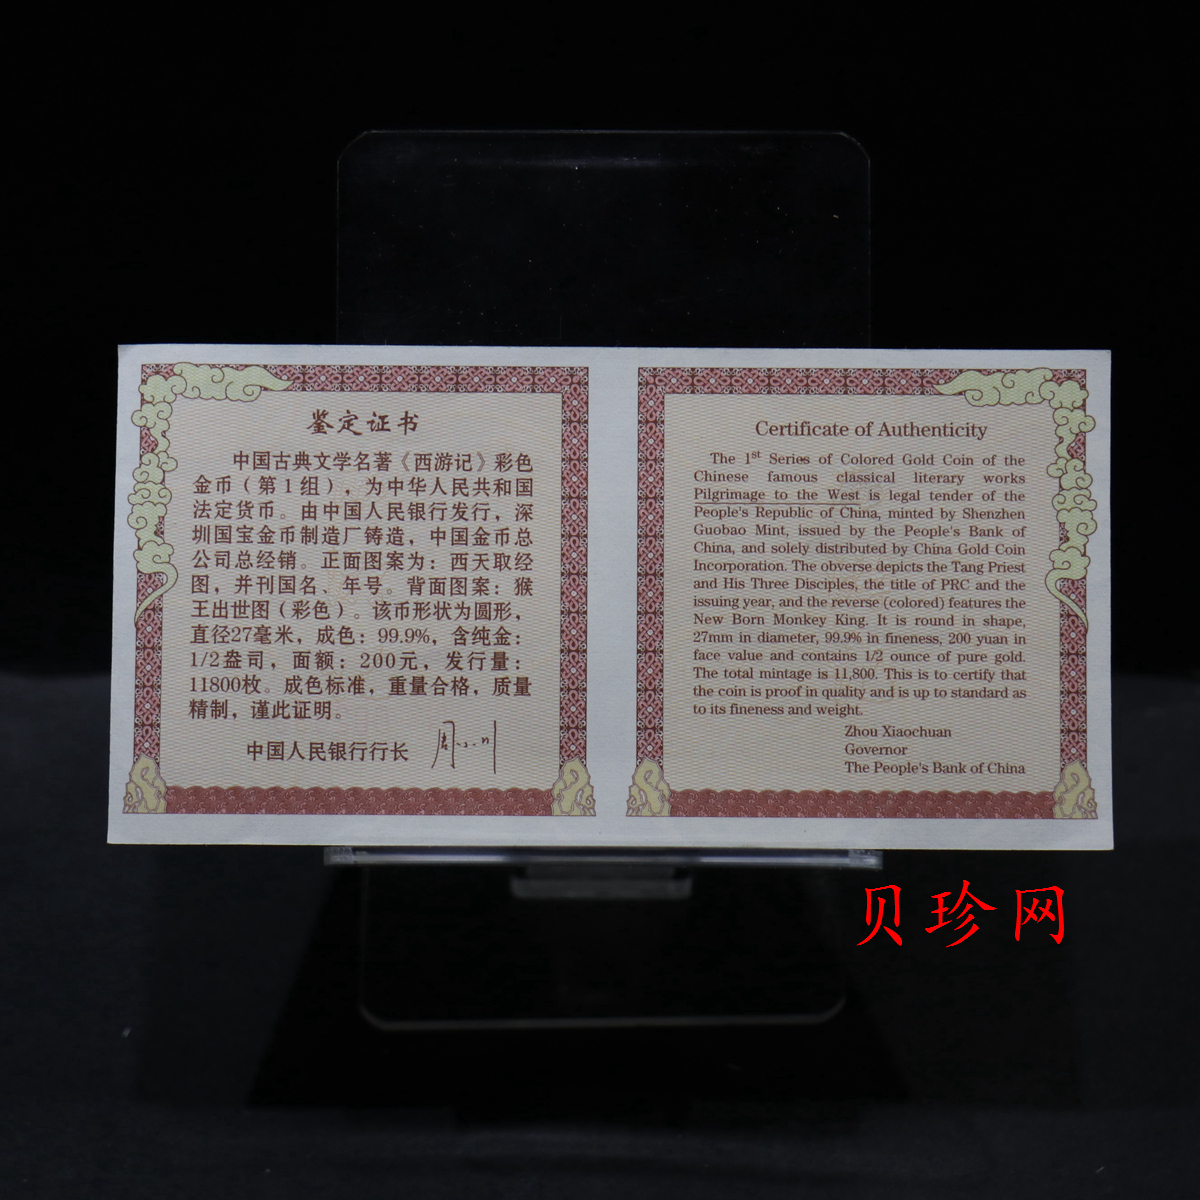 鉴定证书
中国古典文学名著《西游记》彩色
金币（第1组），为中华人民共和国
法定货币。由中国人民银行发行，深
圳国宝金币制造厂铸造，中国金币总
公司总经销。正面图案为：西天取经
图，并刊国名、年号。背面图案：猴
王出世图（彩色）。该币形状为圆形，
直径27毫米，成色：99.9%，含纯金：
1/2盎司，面额：200元，发行量：
11800枚。成色标准，重量合格，质量
精制，谨此证明。
中国人民银行行长 周小川
Certificate of Authenticity
The 1st Series of Colored Gold Coin of the
Chinese famous classical literary works
Pilgrimage to the West is legal tender of the
People's Republic of China, minted by Shenzhen
Guobao Mint, issued by the People's Bank of
China, and solely distributed by China Gold Coin
Incorporation. The obverse depicts the Tang Priest
and His Three Disciples, the title of PRC and the
issuing year, and the reverse (colored) features the
New Born Monkey King. It is round in shape,
27mm in diameter, 99.9% in fineness, 200 yuan in
face value and contains 1/2 ounce of pure gold.
The total mintage is 11,800. This is to certify that
the coin is proof in quality and is up to standard as
to its fineness and weight.
Zhou Xiaochuan
Governor
The People's Bank of China
贝珍网